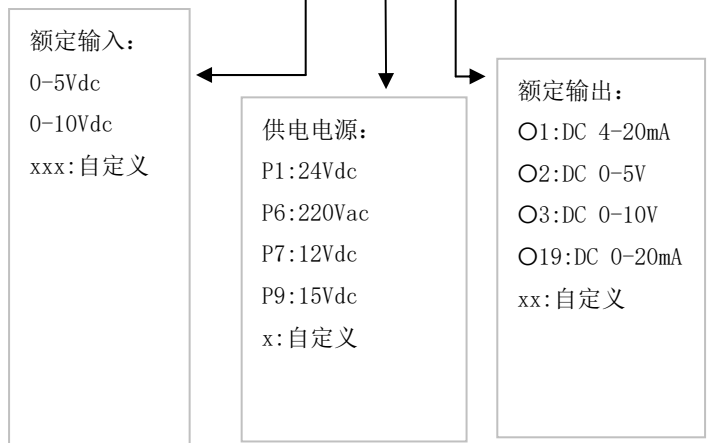 额定输入:
0-5Vdc
0-10Vdc
xxx:自定义
供电电源:
P1:24Vdc
P6:220Vac
P7:12Vdc
P9:15Vdc
x:自定义
额定输出:
O1:DC 4-20mA
O2:DC 0-5V
O3:DC 0-10V
O19:DC 0-20mA
xx:自定义